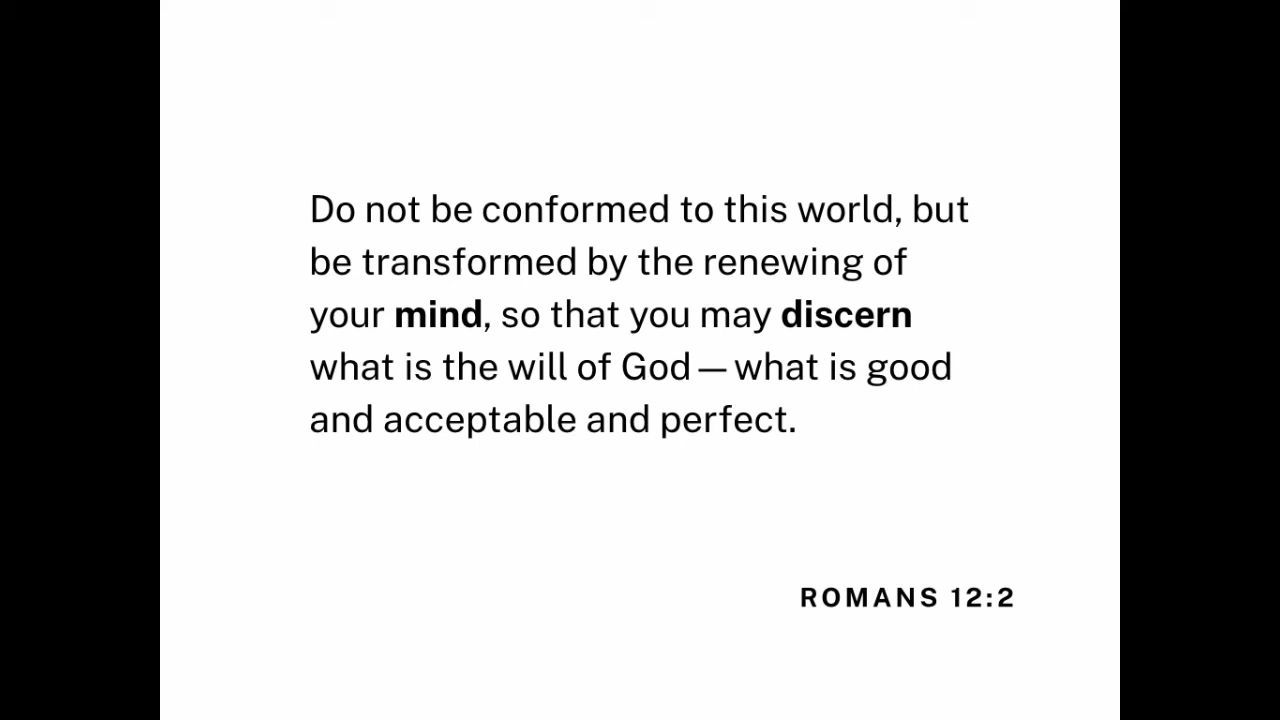 Do not be conformed to this world, but
be transformed by the renewing of
your mind, so that you may discern
what is the will of God—what is good
and acceptable and perfect.
ROMANS 12:2